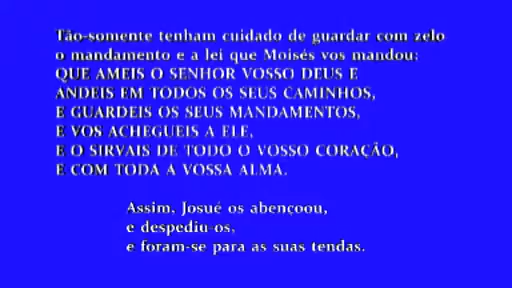 Tão-somente tenham cuidado de guardar com zelo
o mandamento e a lei que Moisés vos mandou:
QUE AMEIS O SENHOR VOSSO DEUS E
ANDEIS EM TODOS OS SEUS CAMINHOS,
E GUARDEIS OS SEUS MANDAMENTOS,
E VOS ACHEGUEIS A ELE,
E O SIRVAIS DE TODO O VOSSO CORAÇÃO,
E COM TODA A VOSSA ALMA.
Assim, Josué os abençoou,
e despediu-os,
e foram-se para as suas tendas.